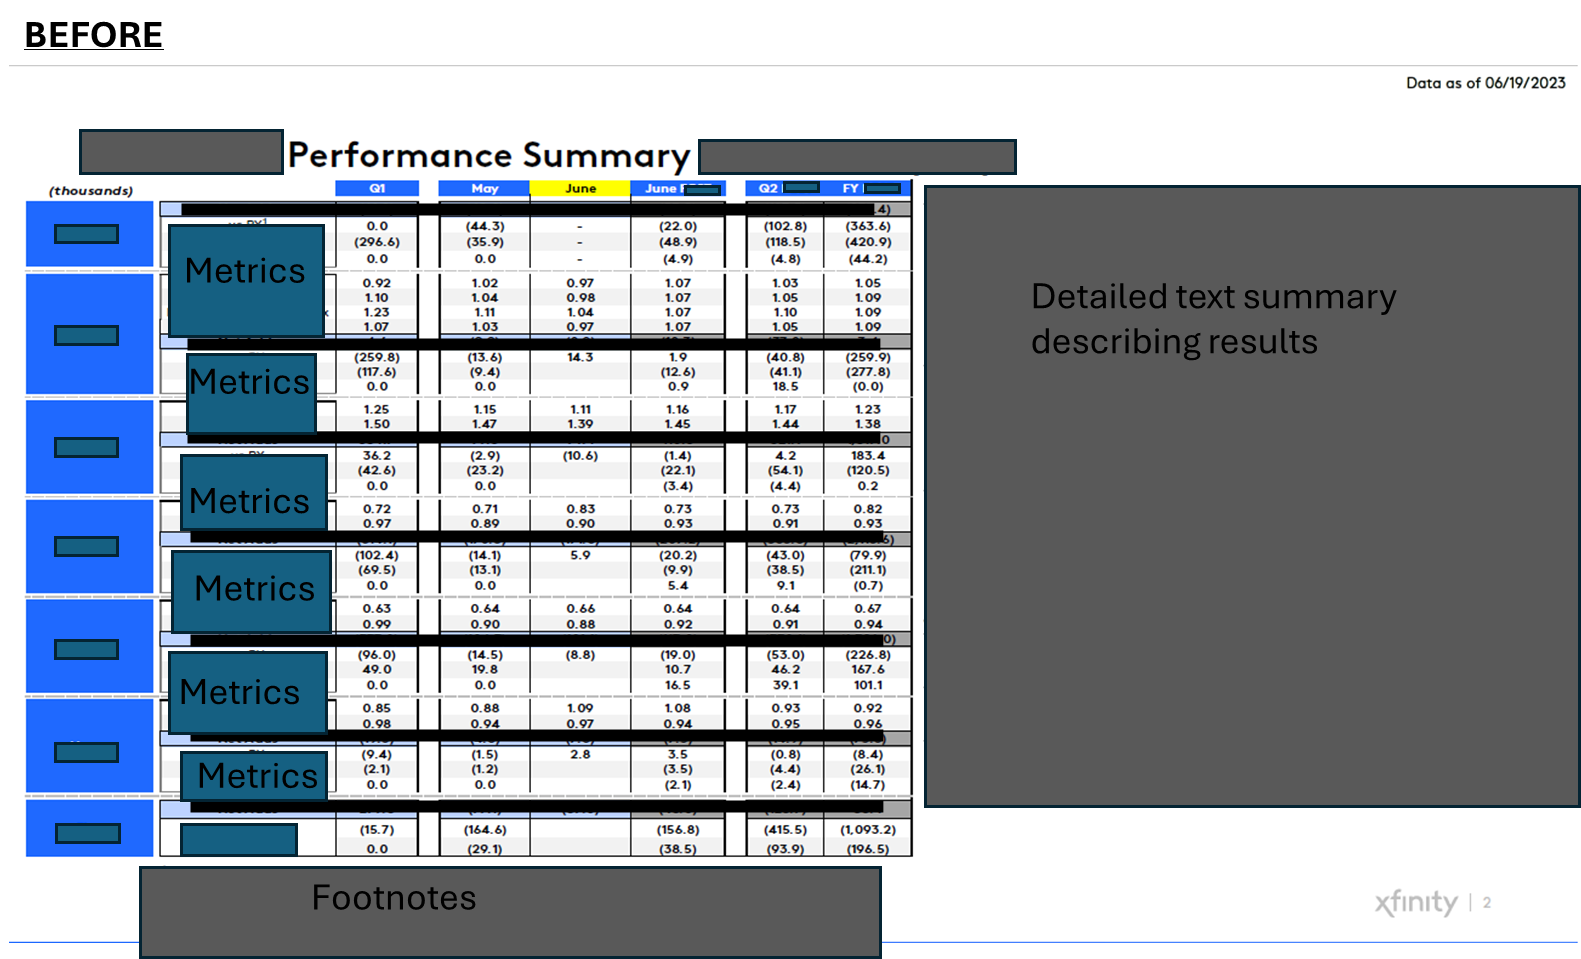 BEFORE
Data as of 06/19/2023
Performance Summary
(thousands)
Q1 May June June Q2 FY
.4)
0.0 (44.3) - (22.0) (102.8) (363.6)
(296.6) (35.9) - (48.9) (118.5) (420.9)
0.0 0.0 - (4.9) (4.8) (44.2)
Metrics
0.92 1.02 0.97 1.07 1.03 1.05
1.10 1.04 0.98 1.07 1.05 1.09
x 1.23 1.11 1.04 1.07 1.10 1.09
1.07 1.03 0.97 1.07 1.05 1.09
(259.8) (13.6) 14.3 1.9 (40.8) (259.9)
(117.6) (9.4) (12.6) (41.1) (277.8)
0.0 0.0 0.9 18.5 (0.0)
Metrics
1.25 1.15 1.11 1.16 1.17 1.23
1.50 1.47 1.39 1.45 1.44 1.38
36.2 (2.9) (10.6) (1.4) 4.2 183.4
(42.6) (23.2) (22.1) (54.1) (120.5)
0.0 0.0 (3.4) (4.4) 0.2
Metrics
0.72 0.71 0.83 0.73 0.73 0.82
0.97 0.89 0.90 0.93 0.91 0.93
(102.4) (14.1) 5.9 (20.2) (43.0) (79.9)
(69.5) (13.1) (9.9) (38.5) (211.1)
0.0 0.0 5.4 9.1 (0.7)
Metrics
0.63 0.64 0.66 0.64 0.64 0.67
0.99 0.90 0.88 0.92 0.91 0.94
0)
(96.0) (14.5) (8.8) (19.0) (53.0) (226.8)
49.0 19.8 10.7 46.2 167.6
0.0 0.0 16.5 39.1 101.1
Metrics
0.85 0.88 1.09 1.08 0.93 0.92
0.98 0.94 0.97 0.94 0.95 0.96
(9.4) (1.5) 2.8 3.5 (0.8) (8.4)
(2.1) (1.2) (3.5) (4.4) (26.1)
0.0 0.0 (2.1) (2.4) (14.7)
Metrics
(15.7) (164.6) (156.8) (415.5) (1,093.2)
0.0 (29.1) (38.5) (93.9) (196.5)
Detailed text summary
describing results
Footnotes
xfinity | 2